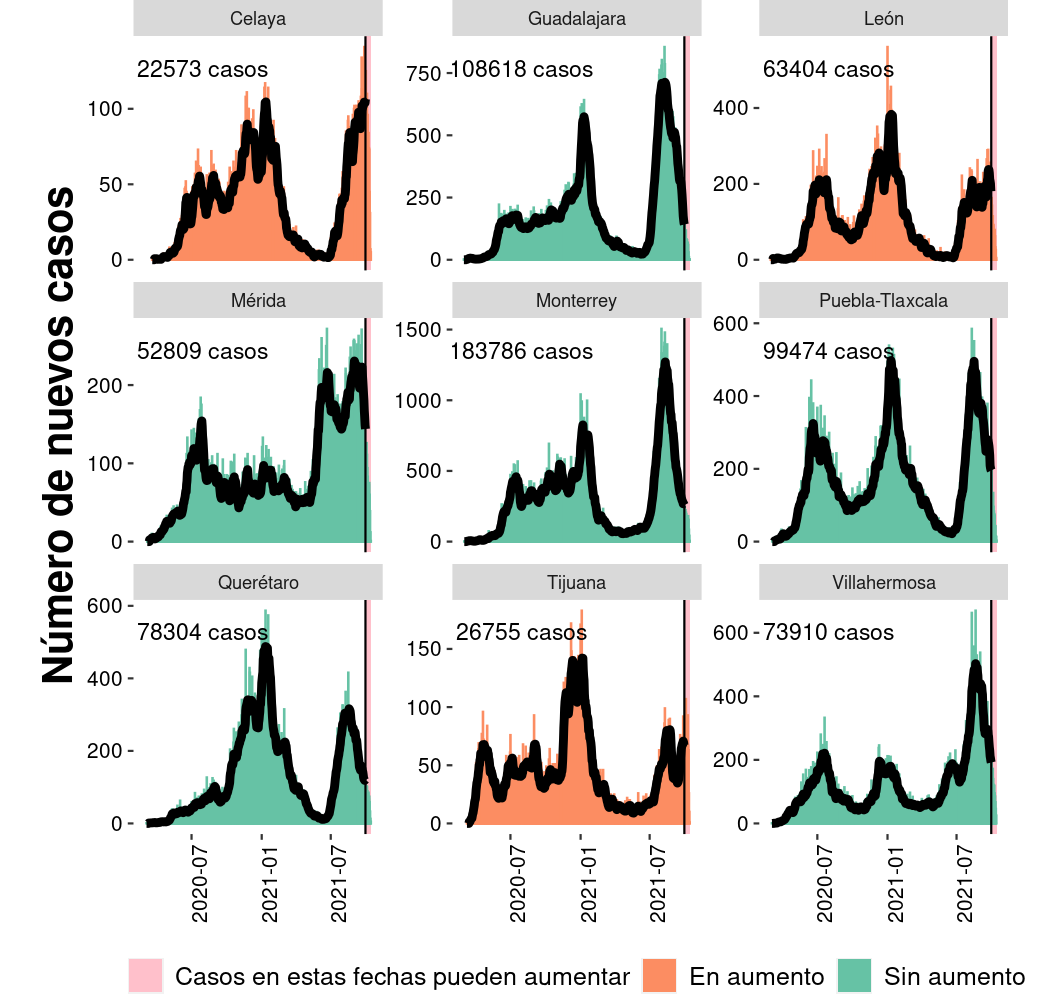 Número de nuevos casos
Celaya
22573 casos
100
50
0
Guadalajara
108618 casos
750
500
250
0
León
63404 casos
400
200
0
Mérida
52809 casos
200
100
0
Monterrey
183786 casos
1500
1000
500
0
Puebla-Tlaxcala
99474 casos
600
400
200
0
Querétaro
78304 casos
600
400
200
0
2020-07
2021-01
2021-07
Tijuana
26755 casos
150
100
50
0
2020-07
2021-01
2021-07
Villahermosa
73910 casos
600
400
200
0
2020-07
2021-01
2021-07
Casos en estas fechas pueden aumentar
En aumento
Sin aumento